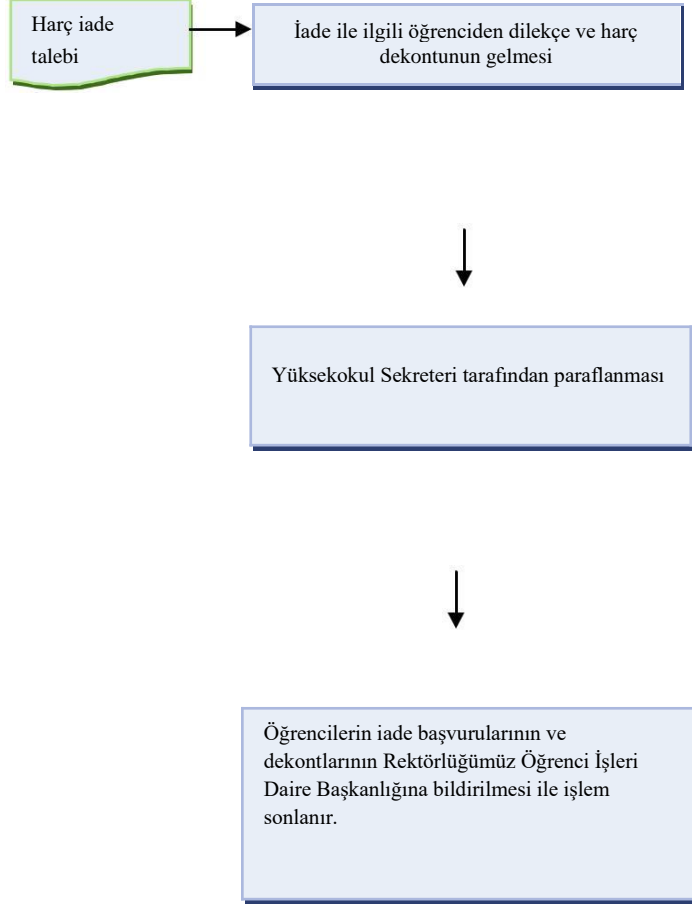 Harç iade
talebi
İade ile ilgili öğrenciden dilekçe ve harç
dekontunun gelmesi
Yüksekokul Sekreteri tarafından paraflanması
Öğrencilerin iade başvurularının ve
dekontlarının Rektörlüğümüz Öğrenci İşleri
Daire Başkanlığına bildirilmesi ile işlem
sonlanır.